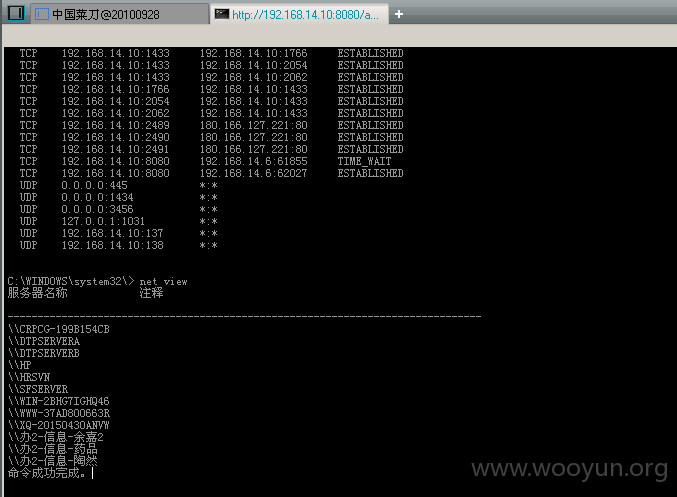 中国菜刀@20100928
http://192.168.14.10:8080/a...
TCP 192.168.14.10:1433 192.168.14.10:1766 ESTABLISHED
TCP 192.168.14.10:1433 192.168.14.10:2054 ESTABLISHED
TCP 192.168.14.10:1433 192.168.14.10:2062 ESTABLISHED
TCP 192.168.14.10:1766 192.168.14.10:1433 ESTABLISHED
TCP 192.168.14.10:2054 192.168.14.10:1433 ESTABLISHED
TCP 192.168.14.10:2062 192.168.14.10:1433 ESTABLISHED
TCP 192.168.14.10:2489 180.166.127.221:80 ESTABLISHED
TCP 192.168.14.10:2490 180.166.127.221:80 ESTABLISHED
TCP 192.168.14.10:2491 180.166.127.221:80 ESTABLISHED
TCP 192.168.14.10:8080 192.168.14.6:61855 TIME_WAIT
TCP 192.168.14.10:8080 192.168.14.6:62027 ESTABLISHED
UDP 0.0.0.0:445 *:*
UDP 0.0.0.0:1434 *:*
UDP 0.0.0.0:3456 *:*
UDP 127.0.0.1:1031 *:*
UDP 192.168.14.10:137 *:*
UDP 192.168.14.10:138 *:*
C:\WINDOWS\system32\> net view
服务器名称 注释
-------------------------------------------------------------------------------
\\CRPCG-199B154CB
\\DTPSERVERA
\\DTPSERVERB
\\HP
\\HRSVN
\\SFSERVER
\\WIN-2BHG7IGHQ46
\\WWW-37AD800663R
\\XQ-20150430ANVW
\\办2-信息-余嘉2
\\办2-信息-药品
\\办2-信息-陶然
命令成功完成。
www.wooyun.org